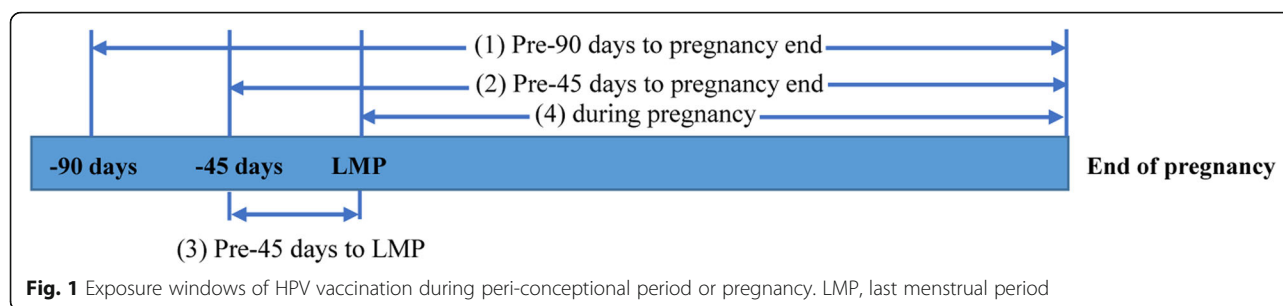 (1) Pre-90 days to pregnancy end
(2) Pre-45 days to pregnancy end
(4) during pregnancy
-90 days -45 days LMP End of pregnancy
(3) Pre-45 days to LMP
Fig. 1 Exposure windows of HPV vaccination during peri-conceptional period or pregnancy. LMP, last menstrual period